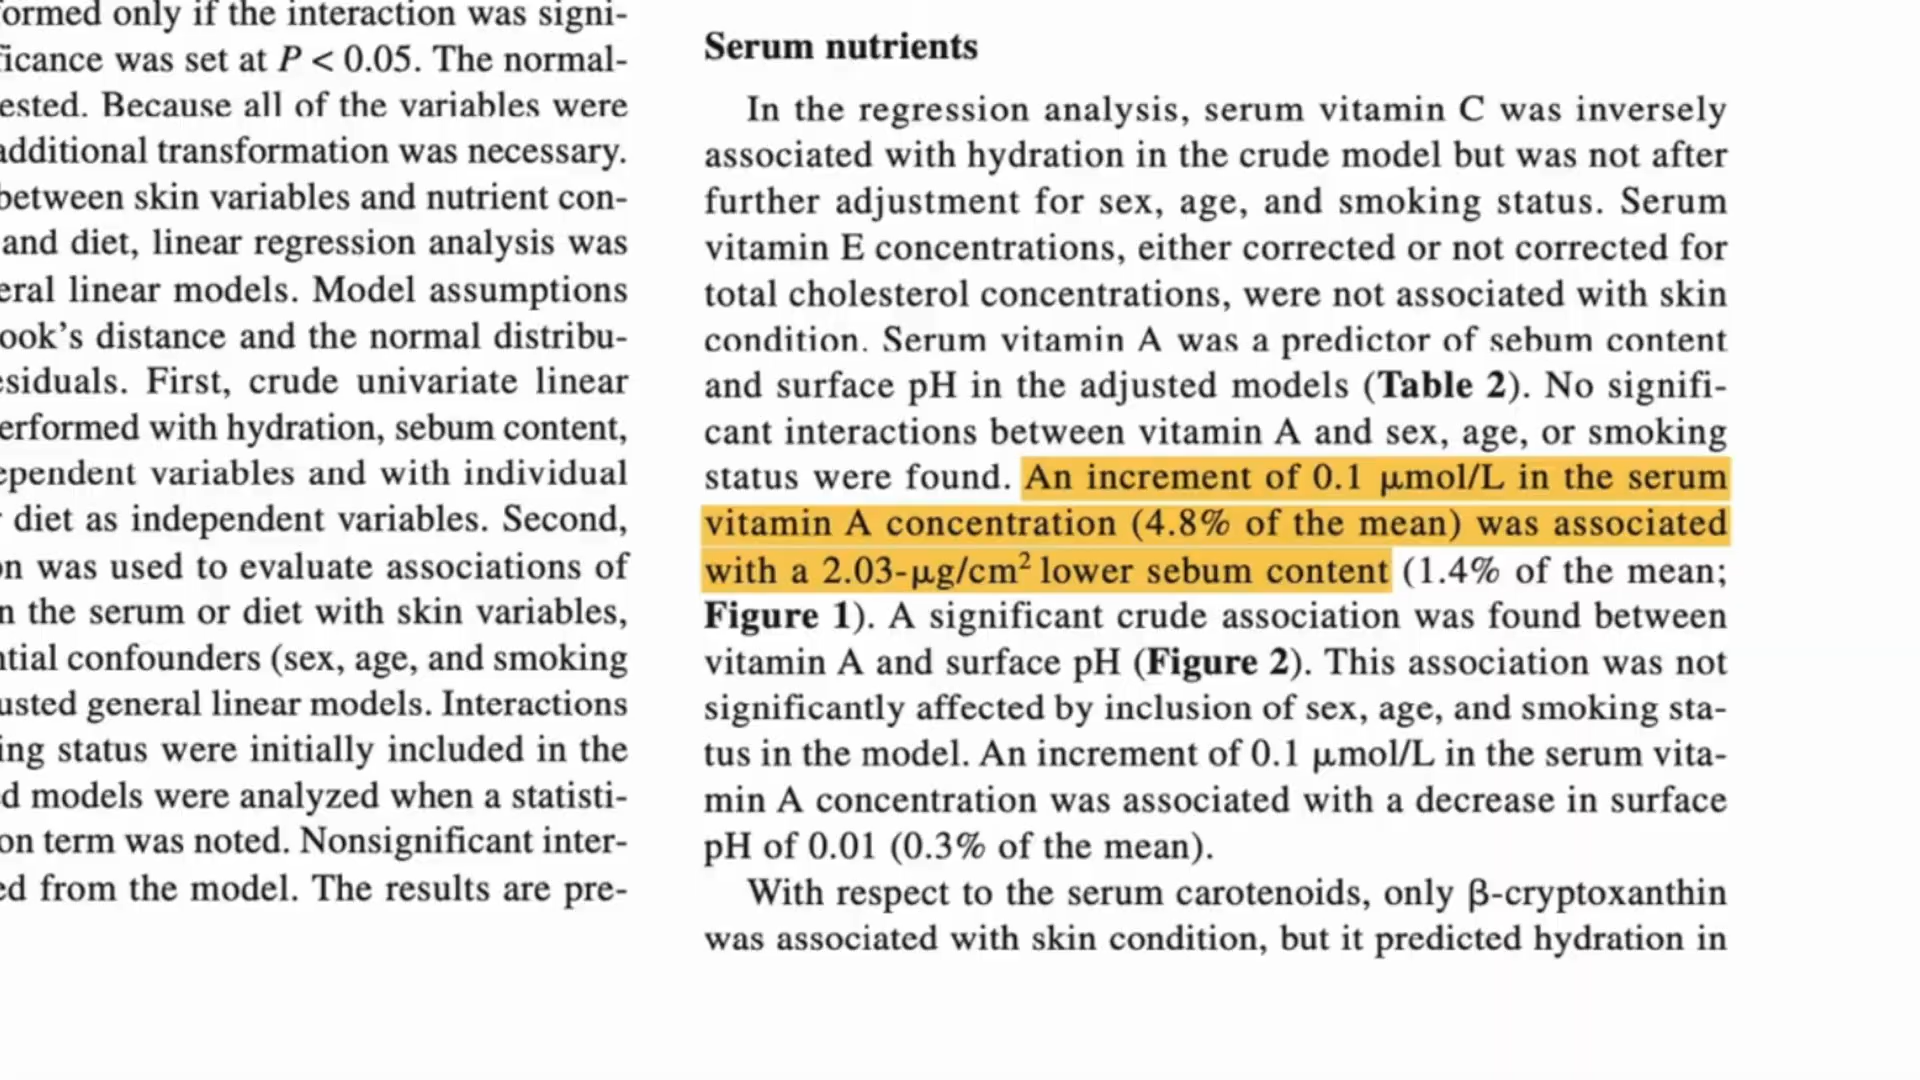 ormed only if the interaction was signi-
ficance was set at P < 0.05. The normal-
ested. Because all of the variables were
additional transformation was necessary.
between skin variables and nutrient con-
and diet, linear regression analysis was
eral linear models. Model assumptions
ook's distance and the normal distribu-
esiduals. First, crude univariate linear
erformed with hydration, sebum content,
ependent variables and with individual
diet as independent variables. Second,
on was used to evaluate associations of
n the serum or diet with skin variables,
ntial confounders (sex, age, and smoking
usted general linear models. Interactions
ing status were initially included in the
d models were analyzed when a statisti-
on term was noted. Nonsignificant inter-
ed from the model. The results are pre-
Serum nutrients
In the regression analysis, serum vitamin C was inversely
associated with hydration in the crude model but was not after
further adjustment for sex, age, and smoking status. Serum
vitamin E concentrations, either corrected or not corrected for
total cholesterol concentrations, were not associated with skin
condition. Serum vitamin A was a predictor of sebum content
and surface pH in the adjusted models (Table 2). No signifi-
cant interactions between vitamin A and sex, age, or smoking
status were found. An increment of 0.1 μmol/L in the serum
vitamin A concentration (4.8% of the mean) was associated
with a 2.03-μg/cm² lower sebum content (1.4% of the mean;
Figure 1). A significant crude association was found between
vitamin A and surface pH (Figure 2). This association was not
significantly affected by inclusion of sex, age, and smoking sta-
tus in the model. An increment of 0.1 μmol/L in the serum vita-
min A concentration was associated with a decrease in surface
pH of 0.01 (0.3% of the mean).
With respect to the serum carotenoids, only β-cryptoxanthin
was associated with skin condition, but it predicted hydration in